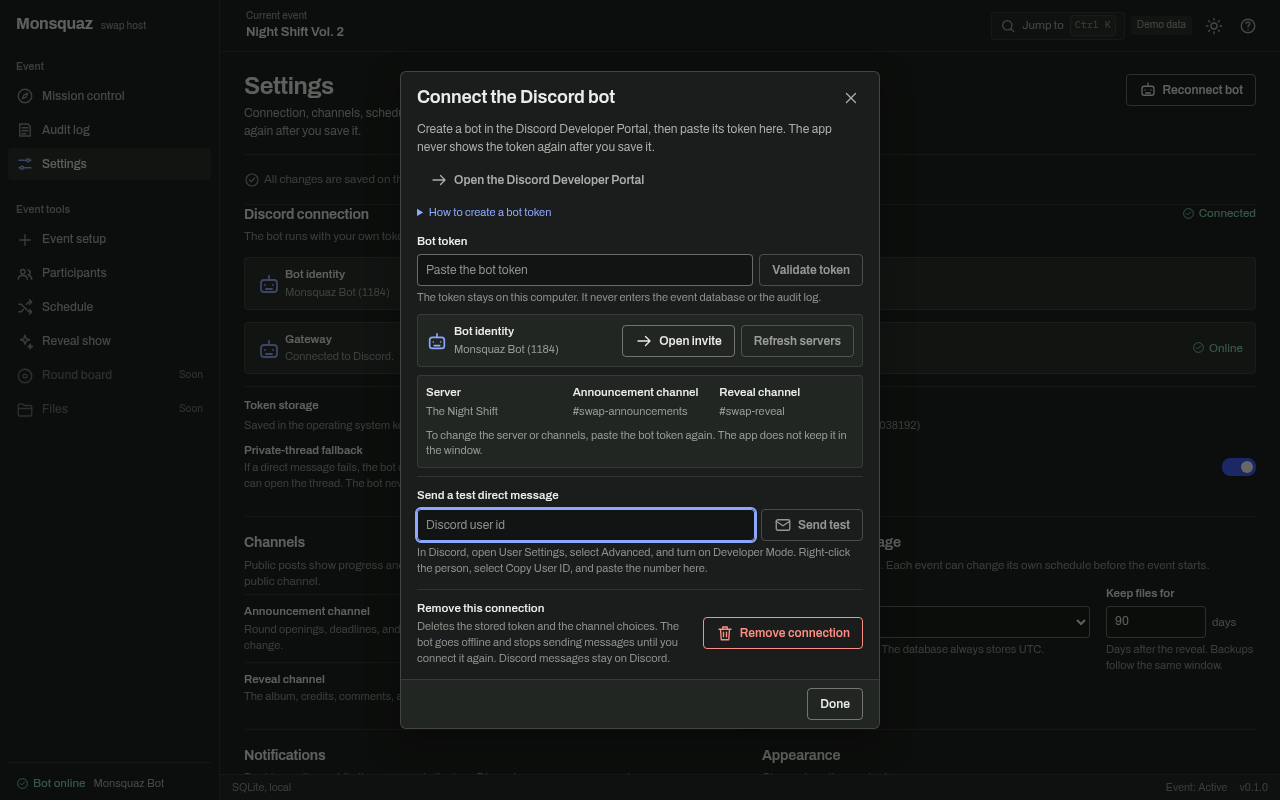 Monsquaz swap host
Current event
Night Shift Vol. 2
Jump to Ctrl K
Demo data
Event
Mission control
Audit log
Settings
Event tools
Event setup
Participants
Schedule
Reveal show
Round board Soon
Files Soon
Bot online Monsquaz Bot
Settings
Connection, channels, sched
again after you save it.
Reconnect bot
All changes are saved on th
Discord connection
Connected
The bot runs with your own toke
Bot identity
Monsquaz Bot (1184)
Gateway
Connected to Discord.
Online
Token storage
Saved in the operating system ke
038192)
Private-thread fallback
If a direct message fails, the bot c
can open the thread. The bot nev
Channels
Public posts show progress and
public channel.
Announcement channel
Round openings, deadlines, and
change.
Reveal channel
The album, credits, comments, a
age
. Each event can change its own schedule before the event starts.
Keep files for
90 days
The database always stores UTC.
Days after the reveal. Backups
follow the same window.
Notifications
Appearance
SQLite, local
Event: Active v0.1.0
Connect the Discord bot
Create a bot in the Discord Developer Portal, then paste its token here. The app
never shows the token again after you save it.
Open the Discord Developer Portal
How to create a bot token
Bot token
Paste the bot token
Validate token
The token stays on this computer. It never enters the event database or the audit log.
Bot identity
Monsquaz Bot (1184)
Open invite
Refresh servers
Server Announcement channel Reveal channel
The Night Shift #swap-announcements #swap-reveal
To change the server or channels, paste the bot token again. The app does not keep it in
the window.
Send a test direct message
Discord user id
Send test
In Discord, open User Settings, select Advanced, and turn on Developer Mode. Right-click
the person, select Copy User ID, and paste the number here.
Remove this connection
Deletes the stored token and the channel choices. The
bot goes offline and stops sending messages until you
connect it again. Discord messages stay on Discord.
Remove connection
Done